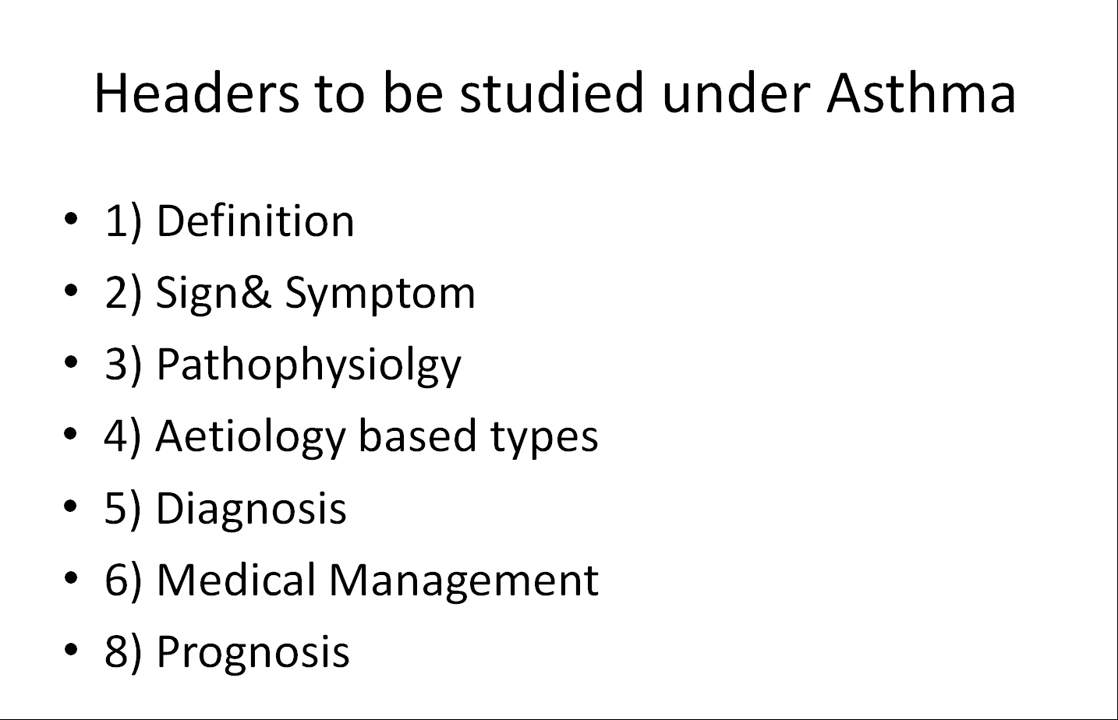 Headers to be studied under Asthma
• 1) Definition
• 2) Sign& Symptom
• 3) Pathophysiolgy
• 4) Aetiology based types
• 5) Diagnosis
• 6) Medical Management
• 8) Prognosis